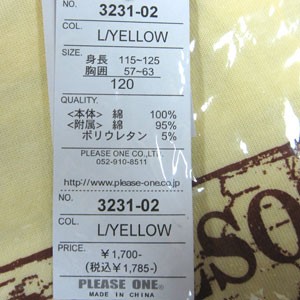 NO.
3231-02
COL.
L/YELLOW
SIZE.
身長 115~125
胸囲 57~63
120
QUALITY.
<本体> 綿 100%
<附属> 綿 95%
ポリウレタン 5%
PLEASE ONE CO.,LTD.
052-910-8511
http://www.please-one.co.jp
NO.
3231-02
COL.
L/YELLOW
PRICE.
¥1,700-
(税込¥1,785-)
PLEASE ONE.
MADE IN CHINA
SO